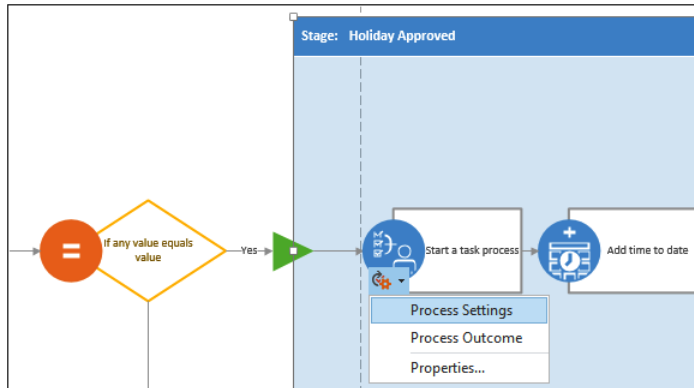 Stage: Holiday Approved
If any value equals
value
Yes
Start a task process
Add time to date
Process Settings
Process Outcome
Properties...